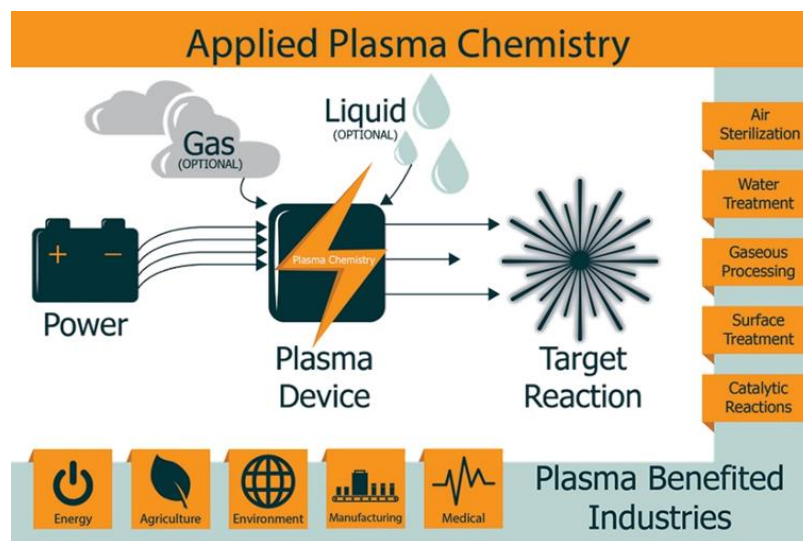 Applied Plasma Chemistry
Gas
(OPTIONAL)
Liquid
(OPTIONAL)
+ −
Power
Plasma Chemistry
Plasma
Device
Target
Reaction
Air
Sterilization
Water
Treatment
Gaseous
Processing
Surface
Treatment
Catalytic
Reactions
Energy
Agriculture
Environment
Manufacturing
Medical
Plasma Benefited
Industries